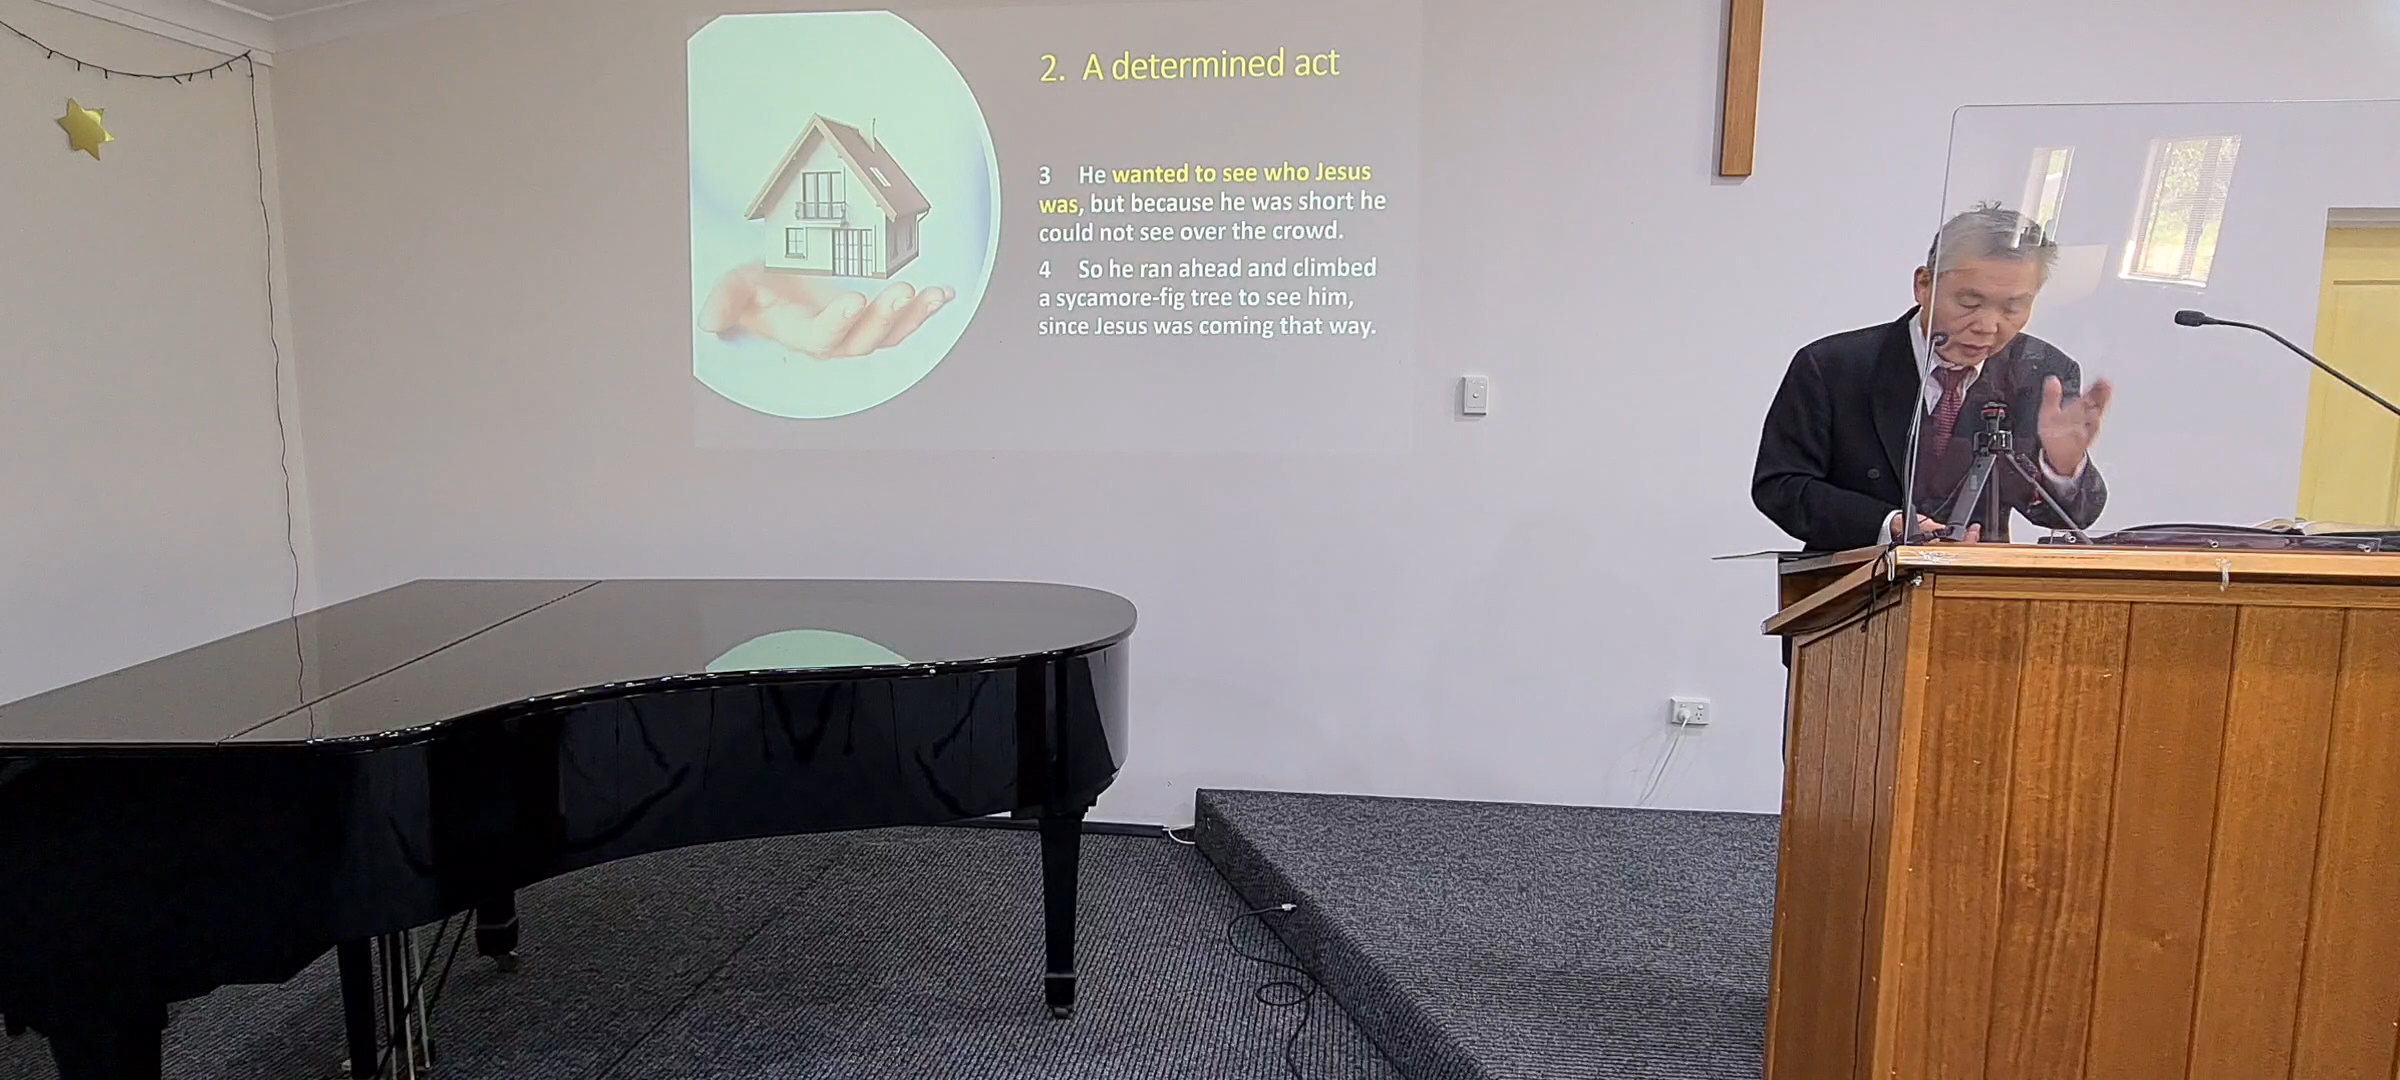 2. A determined act
3 He wanted to see who Jesus
was, but because he was short he
could not see over the crowd.
4 So he ran ahead and climbed
a sycamore-fig tree to see him,
since Jesus was coming that way.